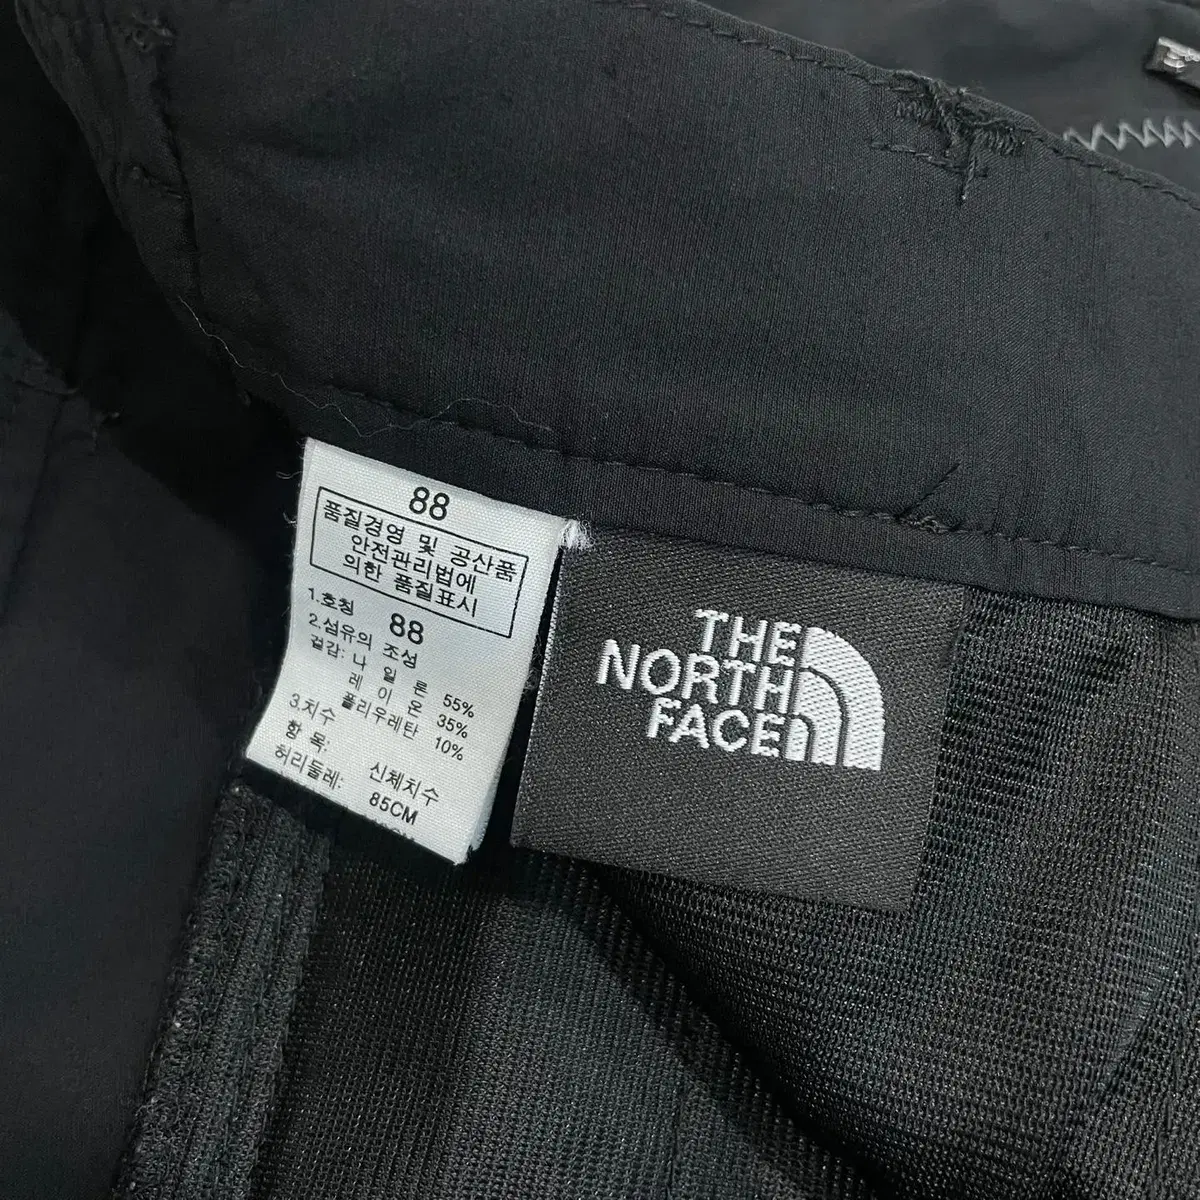 88
품질경영 및 공산품
안전관리법에
의한 품질표시
1.호칭 88
2.섬유의 조성
겉감: 나 일 론 55%
레 이 온 35%
폴리우레탄 10%
3.치수
항 목: 신체치수
허리둘레: 85CM
THE
NORTH
FACE